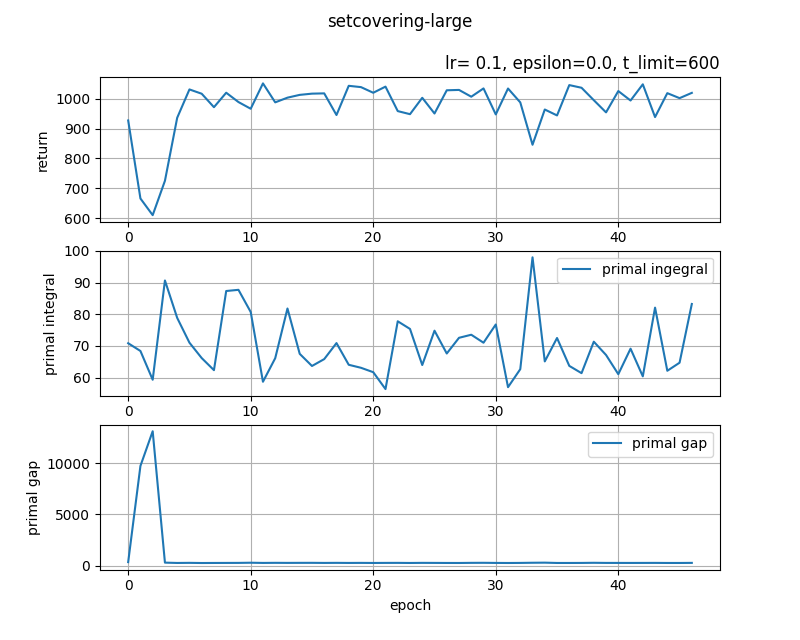 setcovering-large
lr= 0.1, epsilon=0.0, t_limit=600
return
1000
900
800
700
600
0 10 20 30 40
primal integral
100
90
80
70
60
primal ingegral
0 10 20 30 40
primal gap
10000
5000
0
primal gap
0 10 20 30 40
epoch